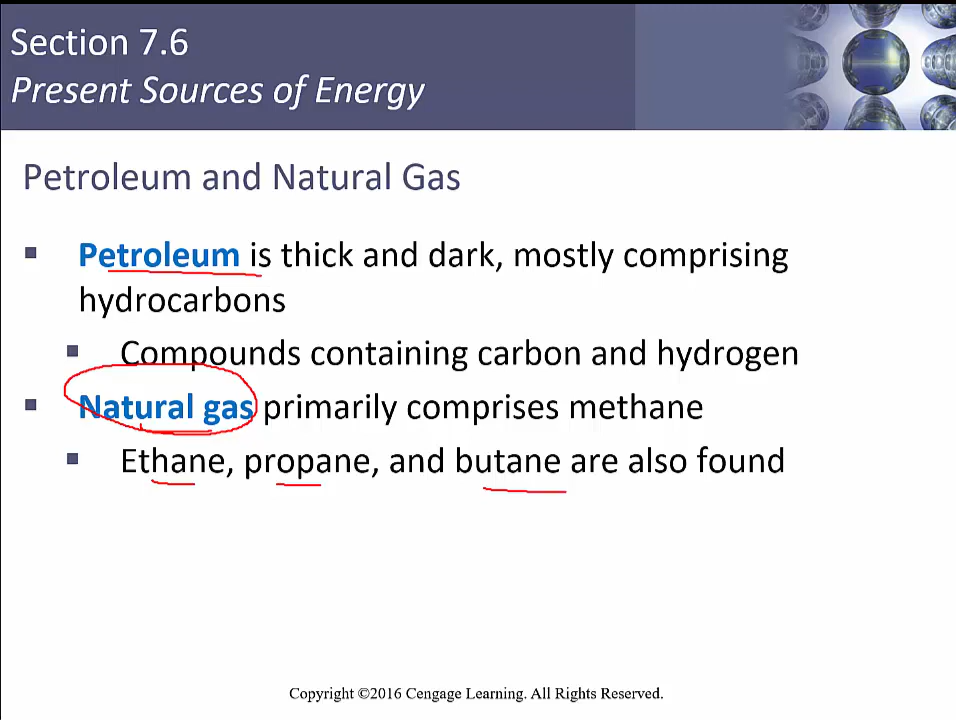 Section 7.6
Present Sources of Energy
Petroleum and Natural Gas
Petroleum is thick and dark, mostly comprising
hydrocarbons
Compounds containing carbon and hydrogen
Natural gas primarily comprises methane
Ethane, propane, and butane are also found
Copyright ©2016 Cengage Learning. All Rights Reserved.